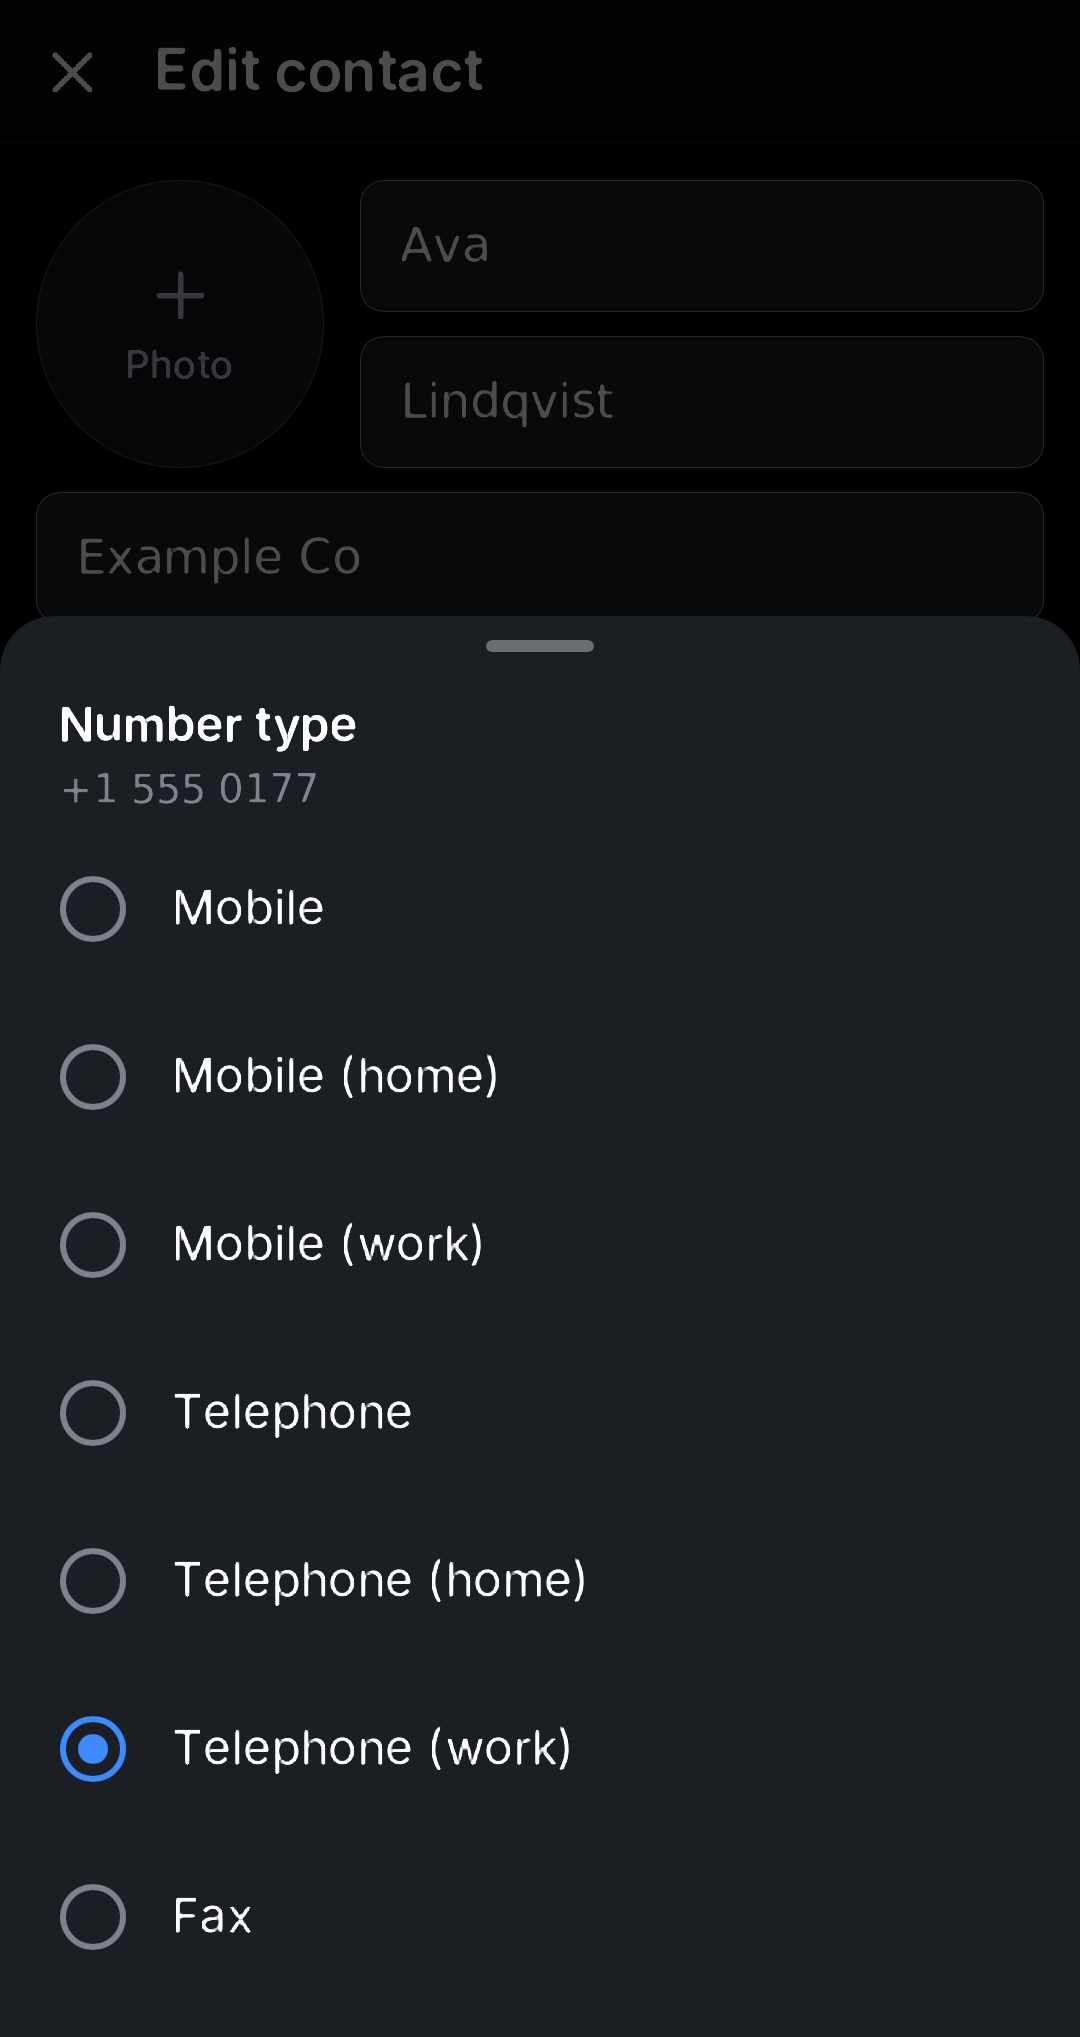 Edit contact
Photo
Ava
Lindqvist
Example Co
Number type
+1 555 0177
Mobile
Mobile (home)
Mobile (work)
Telephone
Telephone (home)
Telephone (work)
Fax